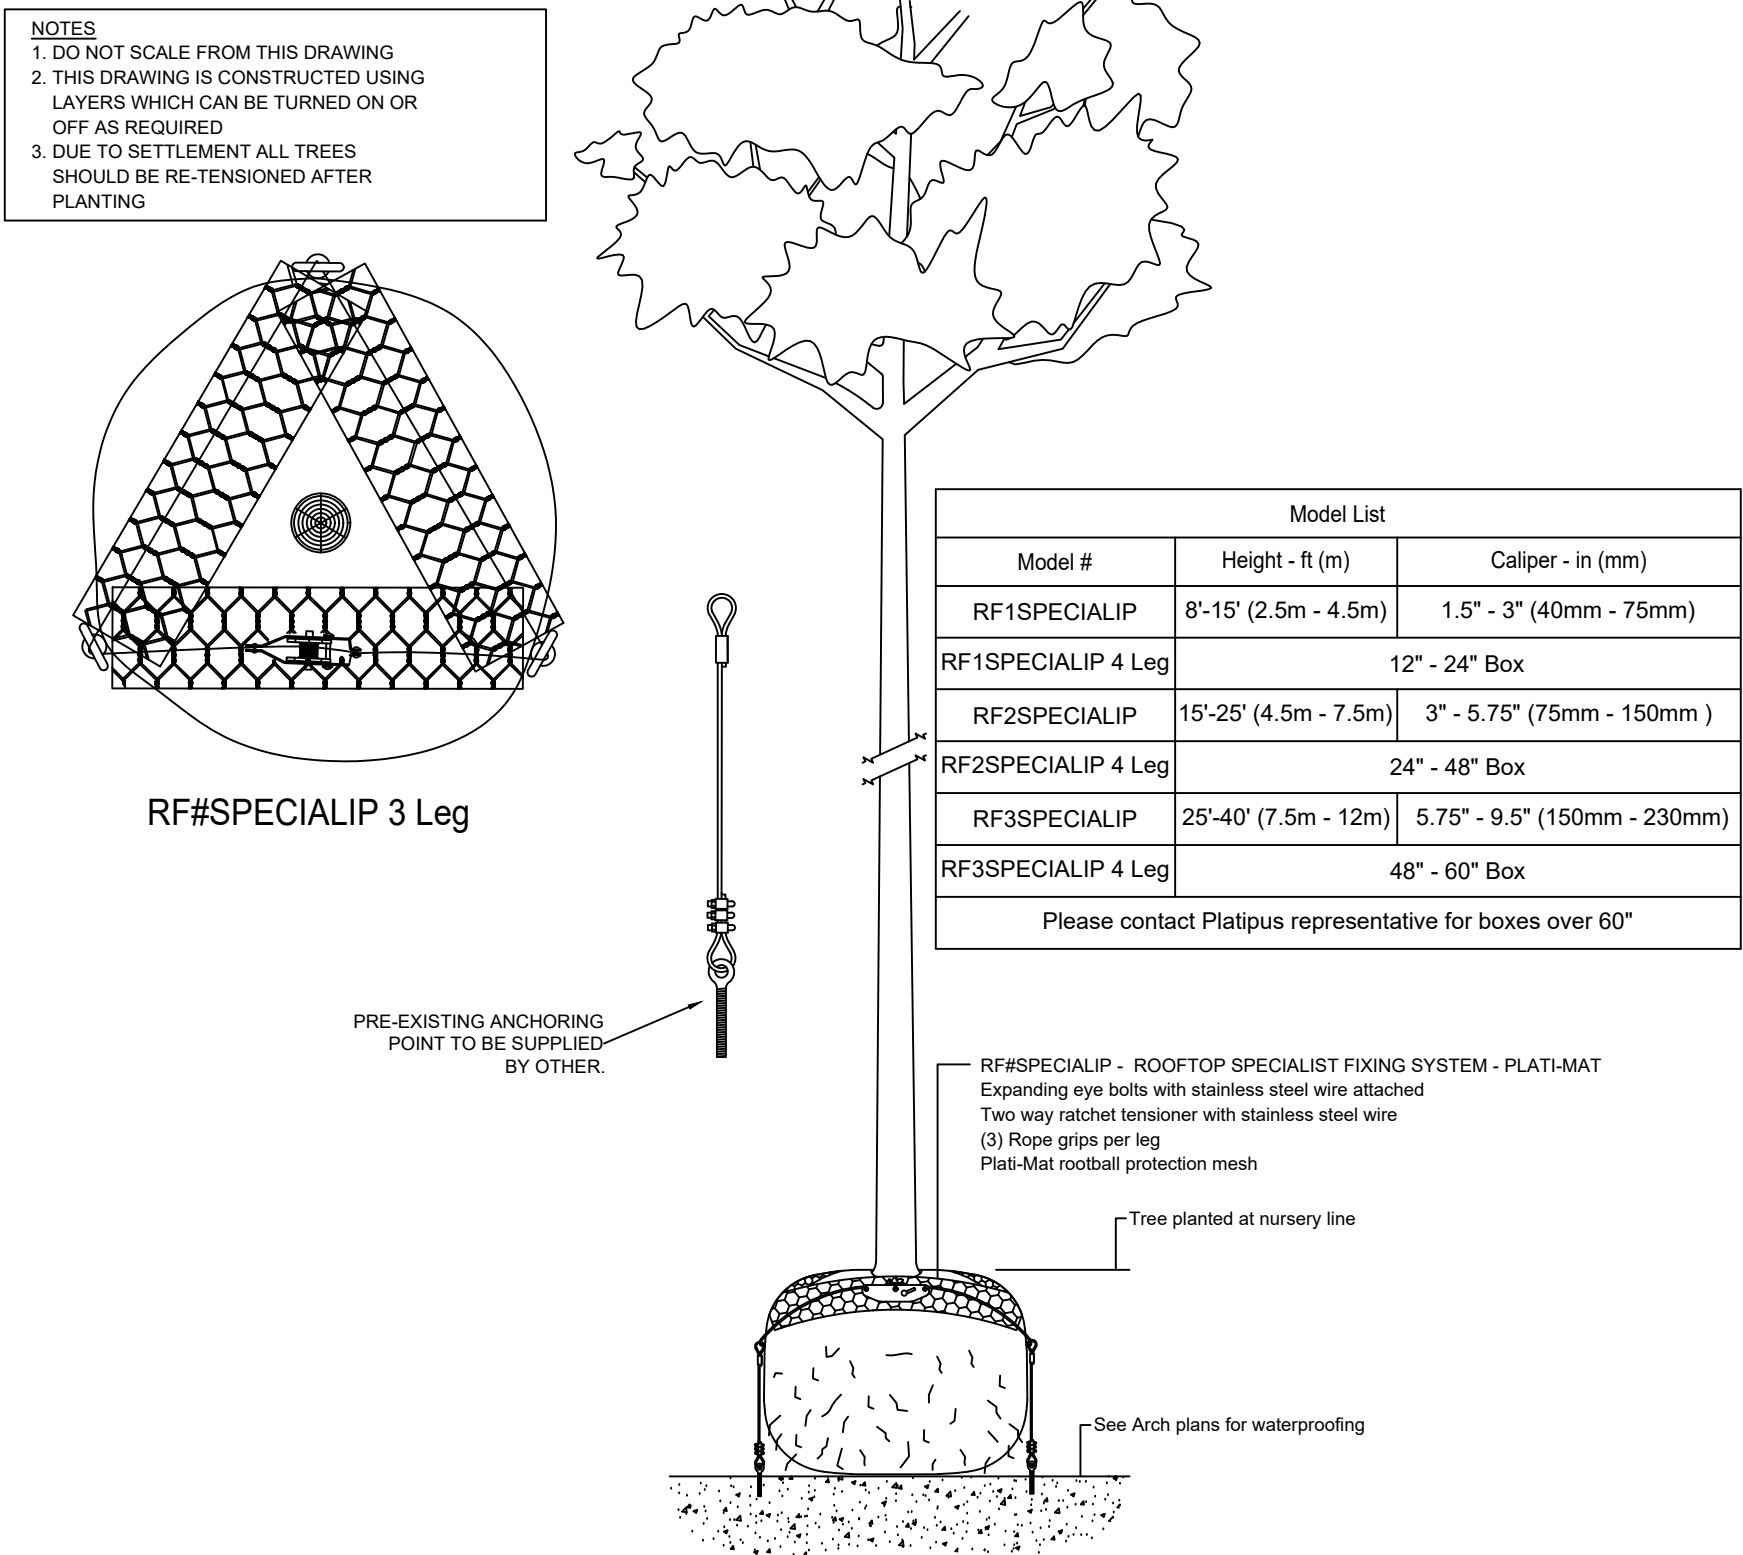 NOTES
1. DO NOT SCALE FROM THIS DRAWING
2. THIS DRAWING IS CONSTRUCTED USING
LAYERS WHICH CAN BE TURNED ON OR
OFF AS REQUIRED
3. DUE TO SETTLEMENT ALL TREES
SHOULD BE RE-TENSIONED AFTER
PLANTING
RF#SPECIALIP 3 Leg
Model List
Model # Height - ft (m) Caliper - in (mm)
RF1SPECIALIP 8'-15' (2.5m - 4.5m) 1.5" - 3" (40mm - 75mm)
RF1SPECIALIP 4 Leg 12" - 24" Box
RF2SPECIALIP 15'-25' (4.5m - 7.5m) 3" - 5.75" (75mm - 150mm )
RF2SPECIALIP 4 Leg 24" - 48" Box
RF3SPECIALIP 25'-40' (7.5m - 12m) 5.75" - 9.5" (150mm - 230mm)
RF3SPECIALIP 4 Leg 48" - 60" Box
Please contact Platipus representative for boxes over 60"
PRE-EXISTING ANCHORING
POINT TO BE SUPPLIED
BY OTHER.
RF#SPECIALIP - ROOFTOP SPECIALIST FIXING SYSTEM - PLATI-MAT
Expanding eye bolts with stainless steel wire attached
Two way ratchet tensioner with stainless steel wire
(3) Rope grips per leg
Plati-Mat rootball protection mesh
Tree planted at nursery line
See Arch plans for waterproofing